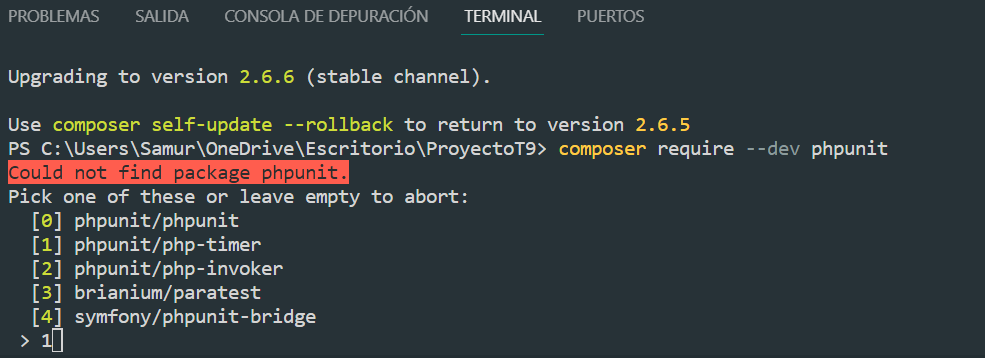 PROBLEMAS SALIDA CONSOLA DE DEPURACIÓN TERMINAL PUERTOS
Upgrading to version 2.6.6 (stable channel).
Use composer self-update --rollback to return to version 2.6.5
PS C:\Users\Samur\OneDrive\Escritorio\ProyectoT9> composer require --dev phpunit
Could not find package phpunit.
Pick one of these or leave empty to abort:
[0] phpunit/phpunit
[1] phpunit/php-timer
[2] phpunit/php-invoker
[3] brianium/paratest
[4] symfony/phpunit-bridge
> 1